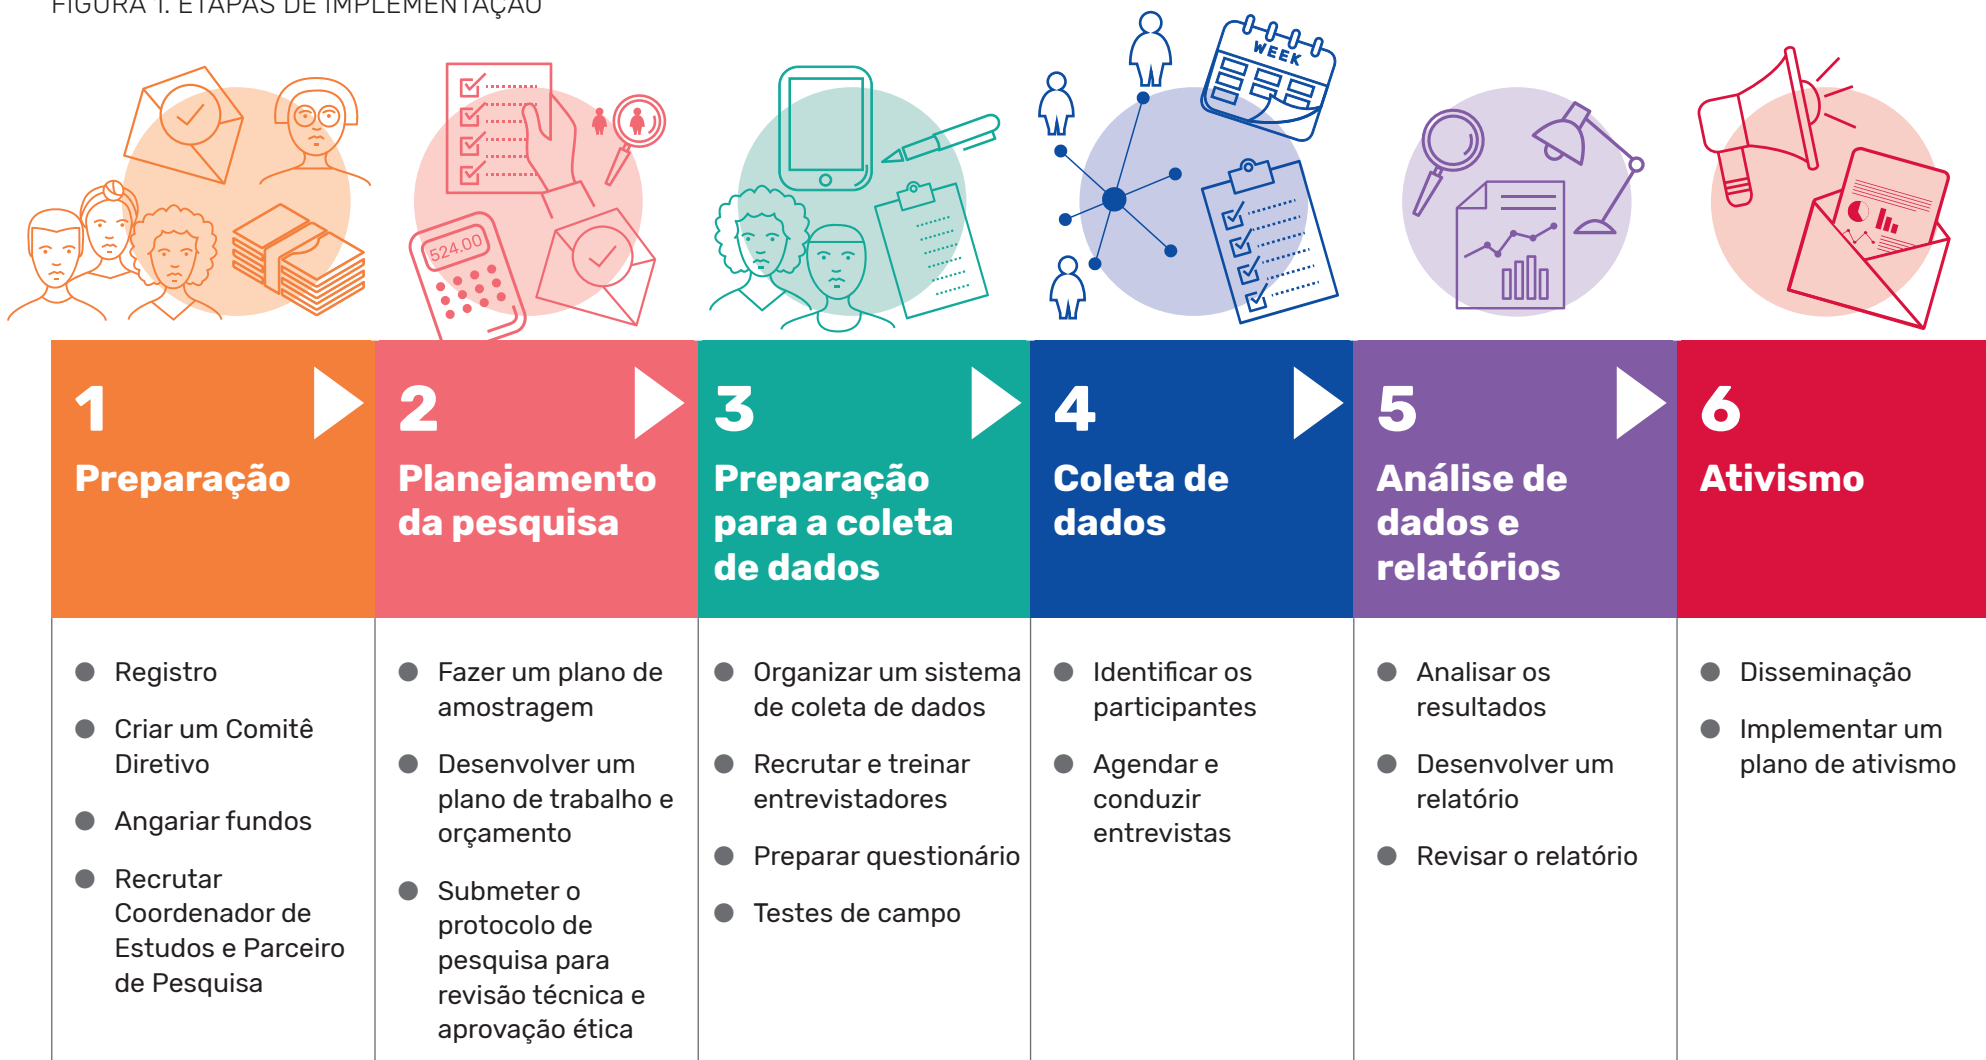 FIGURA 1. ETAPAS DE IMPLEMENTAÇÃO
WEEK
524.00
1
Preparação
2
Planejamento
da pesquisa
3
Preparação
para a coleta
de dados
4
Coleta de
dados
5
Análise de
dados e
relatórios
6
Ativismo
Registro
Criar um Comitê
Diretivo
Angariar fundos
Recrutar
Coordenador de
Estudos e Parceiro
de Pesquisa
Fazer um plano de
amostragem
Desenvolver um
plano de trabalho e
orçamento
Submeter o
protocolo de
pesquisa para
revisão técnica e
aprovação ética
Organizar um sistema
de coleta de dados
Recrutar e treinar
entrevistadores
Preparar questionário
Testes de campo
Identificar os
participantes
Agendar e
conduzir
entrevistas
Analisar os
resultados
Desenvolver um
relatório
Revisar o relatório
Disseminação
Implementar um
plano de ativismo